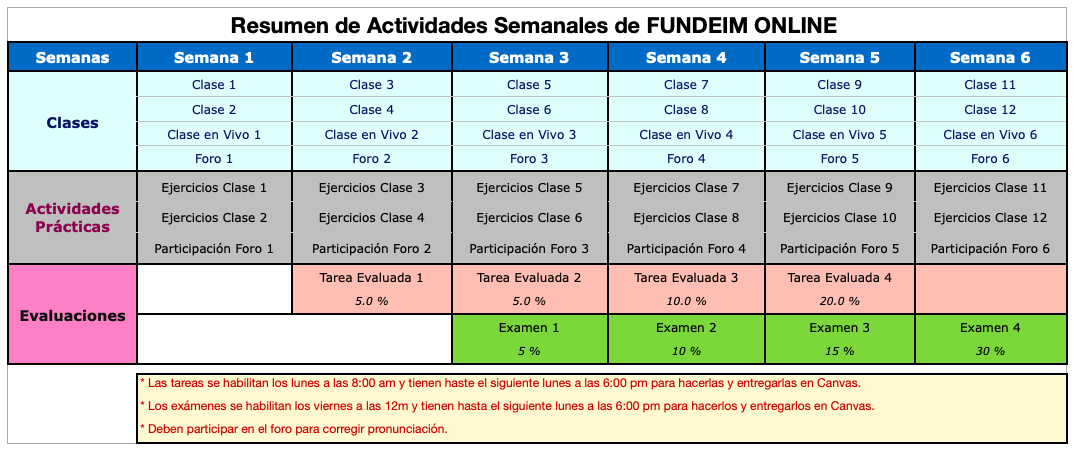 Resumen de Actividades Semanales de FUNDEIM ONLINE
Semanas Semana 1 Semana 2 Semana 3 Semana 4 Semana 5 Semana 6
Clases
Clase 1 Clase 3 Clase 5 Clase 7 Clase 9 Clase 11
Clase 2 Clase 4 Clase 6 Clase 8 Clase 10 Clase 12
Clase en Vivo 1 Clase en Vivo 2 Clase en Vivo 3 Clase en Vivo 4 Clase en Vivo 5 Clase en Vivo 6
Foro 1 Foro 2 Foro 3 Foro 4 Foro 5 Foro 6
Actividades
Prácticas
Ejercicios Clase 1 Ejercicios Clase 3 Ejercicios Clase 5 Ejercicios Clase 7 Ejercicios Clase 9 Ejercicios Clase 11
Ejercicios Clase 2 Ejercicios Clase 4 Ejercicios Clase 6 Ejercicios Clase 8 Ejercicios Clase 10 Ejercicios Clase 12
Participación Foro 1 Participación Foro 2 Participación Foro 3 Participación Foro 4 Participación Foro 5 Participación Foro 6
Evaluaciones
Tarea Evaluada 1 Tarea Evaluada 2 Tarea Evaluada 3 Tarea Evaluada 4
5.0 % 5.0 % 10.0 % 20.0 %
Examen 1 Examen 2 Examen 3 Examen 4
5 % 10 % 15 % 30 %
* Las tareas se habilitan los lunes a las 8:00 am y tienen haste el siguiente lunes a las 6:00 pm para hacerlas y entregarlas en Canvas.
* Los exámenes se habilitan los viernes a las 12m y tienen hasta el siguiente lunes a las 6:00 pm para hacerlos y entregarlos en Canvas.
* Deben participar en el foro para corregir pronunciación.